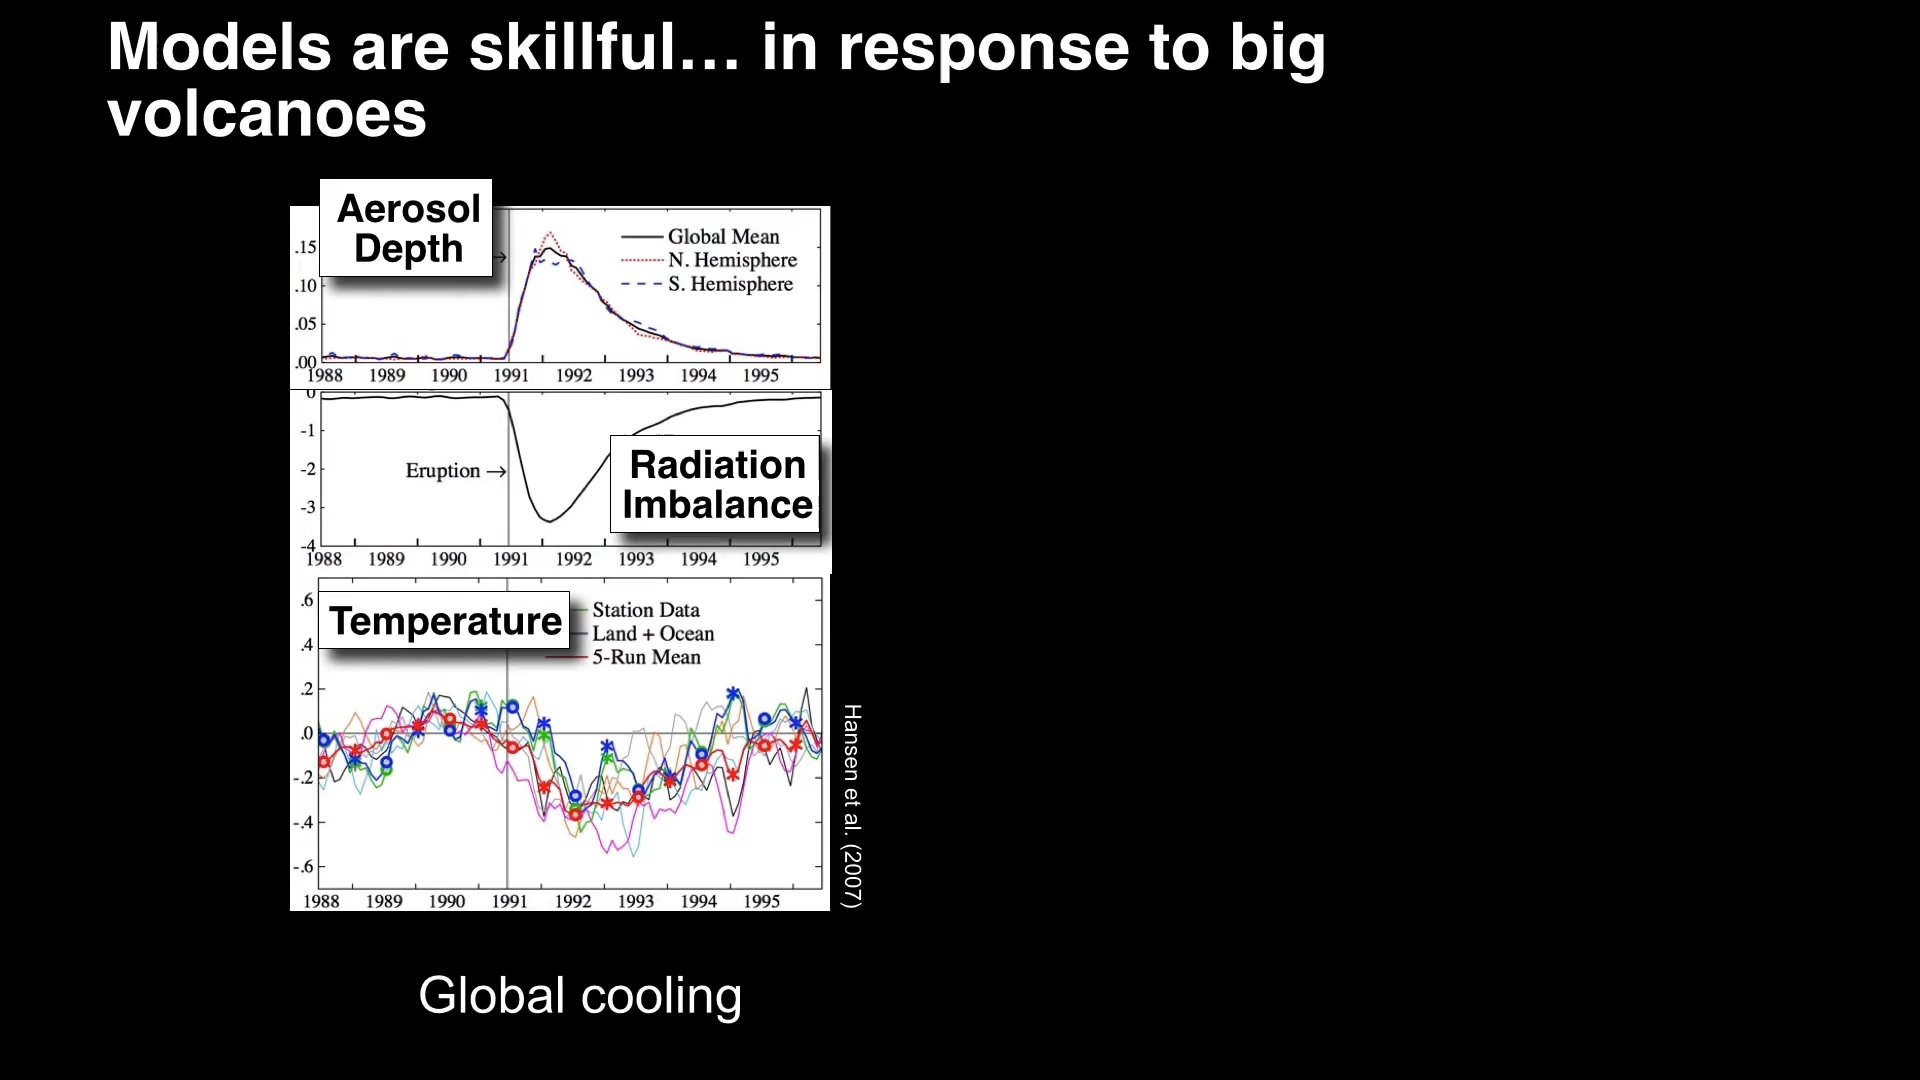 Models are skillful… in response to big
volcanoes
Aerosol
Depth
Global Mean
N. Hemisphere
S. Hemisphere
.15
.10
.05
.00
1988 1989 1990 1991 1992 1993 1994 1995
0
-1
-2
-3
-4
Eruption →
Radiation
Imbalance
1988 1989 1990 1991 1992 1993 1994 1995
Temperature
Station Data
Land + Ocean
5-Run Mean
.6
.4
.2
.0
-.2
-.4
-.6
1988 1989 1990 1991 1992 1993 1994 1995
Hansen et al. (2007)
Global cooling